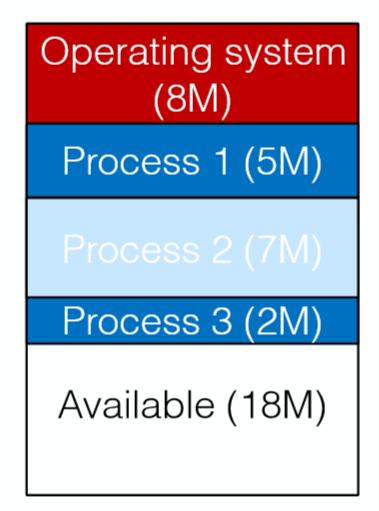 Operating system
(8M)
Process 1 (5M)
Process 2 (7M)
Process 3 (2M)
Available (18M)